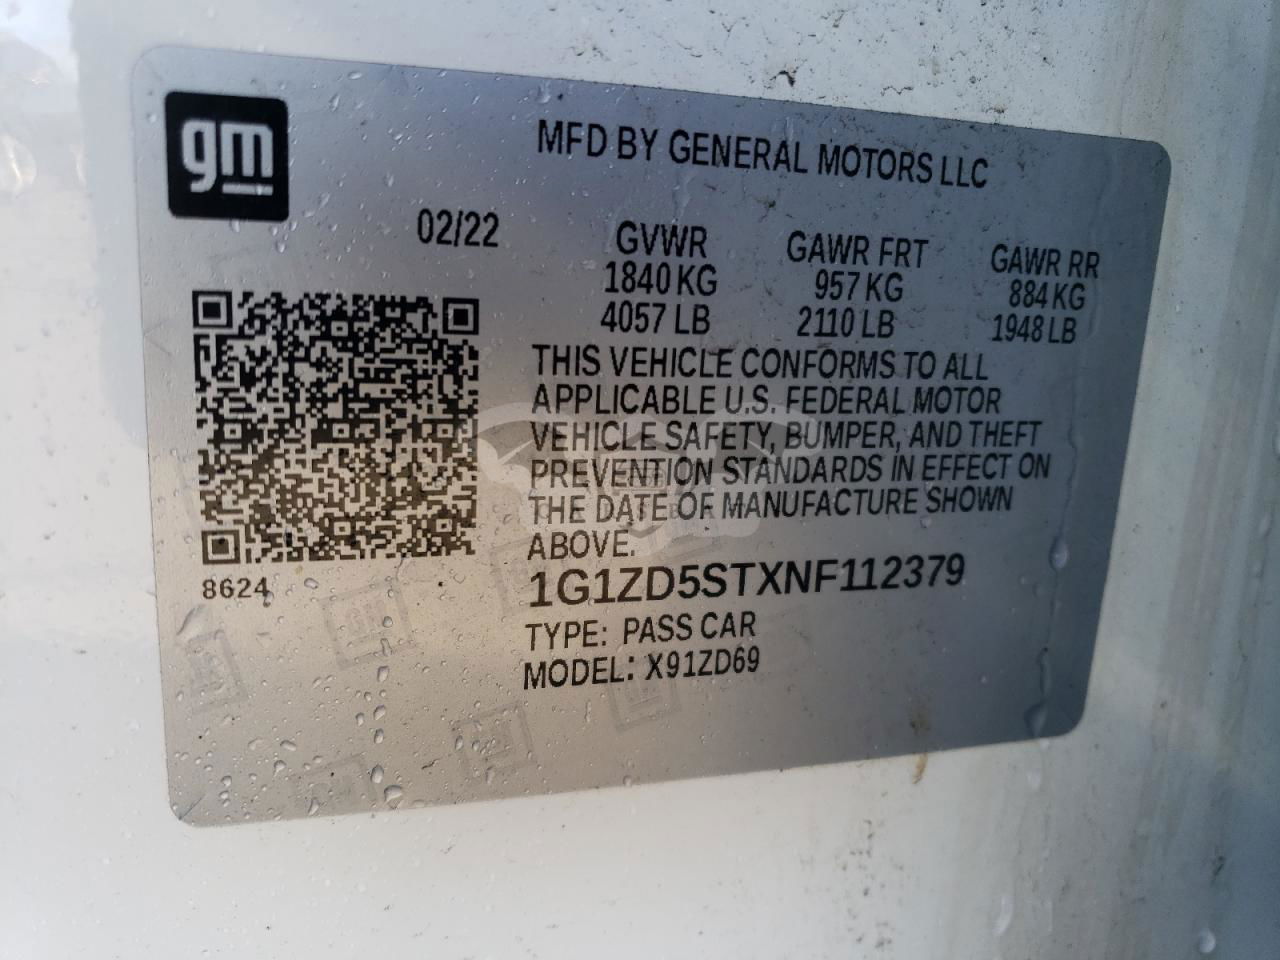 gm
MFD BY GENERAL MOTORS LLC
02/22
GVWR GAWR FRT GAWR RR
1840 KG 957 KG 884 KG
4057 LB 2110 LB 1948 LB
THIS VEHICLE CONFORMS TO ALL
APPLICABLE U.S. FEDERAL MOTOR
VEHICLE SAFETY, BUMPER, AND THEFT
PREVENTION STANDARDS IN EFFECT ON
THE DATE OF MANUFACTURE SHOWN
ABOVE.
8624
1G1ZD5STXNF112379
TYPE: PASS CAR
MODEL: X91ZD69